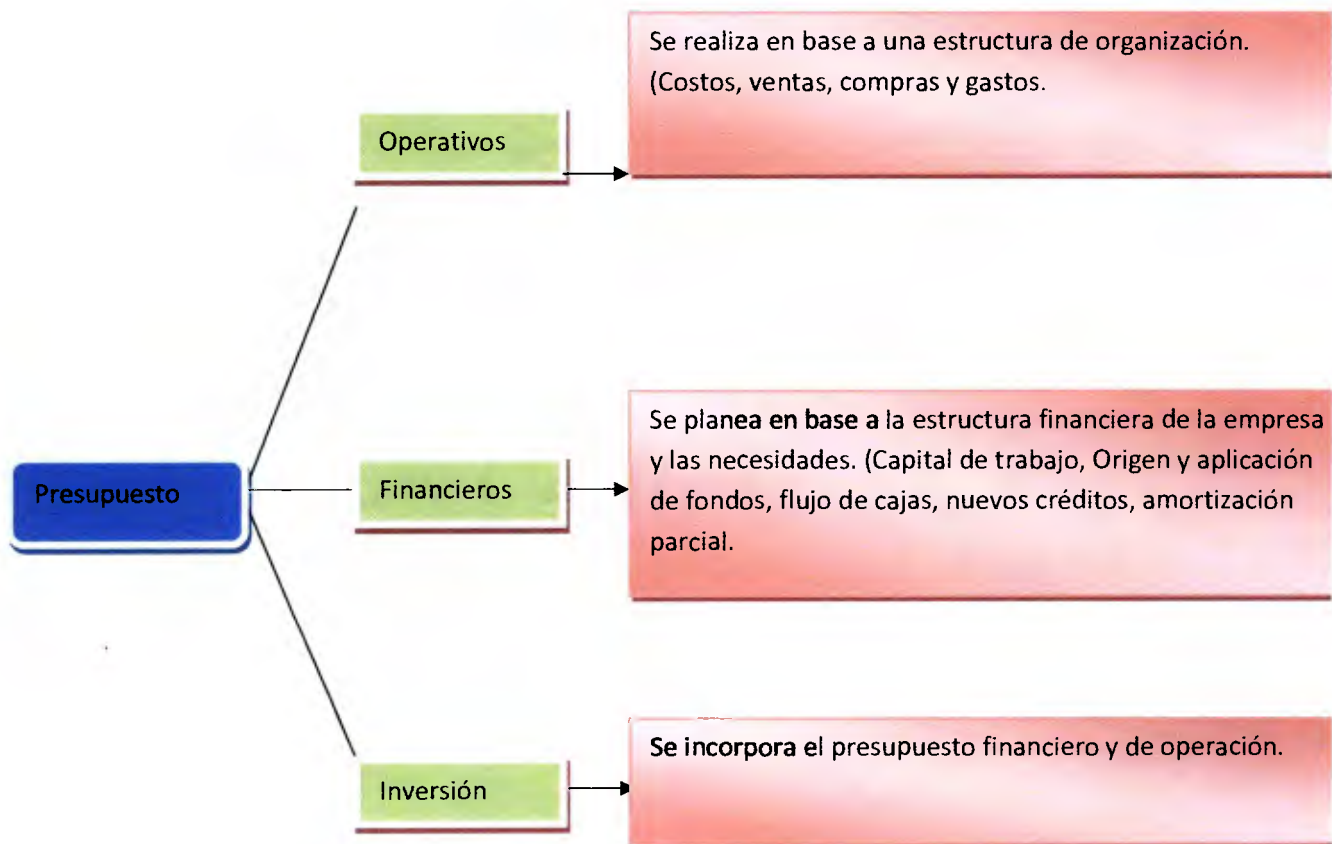 Se realiza en base a una estructura de organización.
(Costos, ventas, compras y gastos.
Operativos
Se planea en base a la estructura financiera de la empresa
y las necesidades. (Capital de trabajo, Origen y aplicación
de fondos, flujo de cajas, nuevos créditos, amortización
parcial.
Presupuesto
Financieros
Se incorpora el presupuesto financiero y de operación.
Inversión